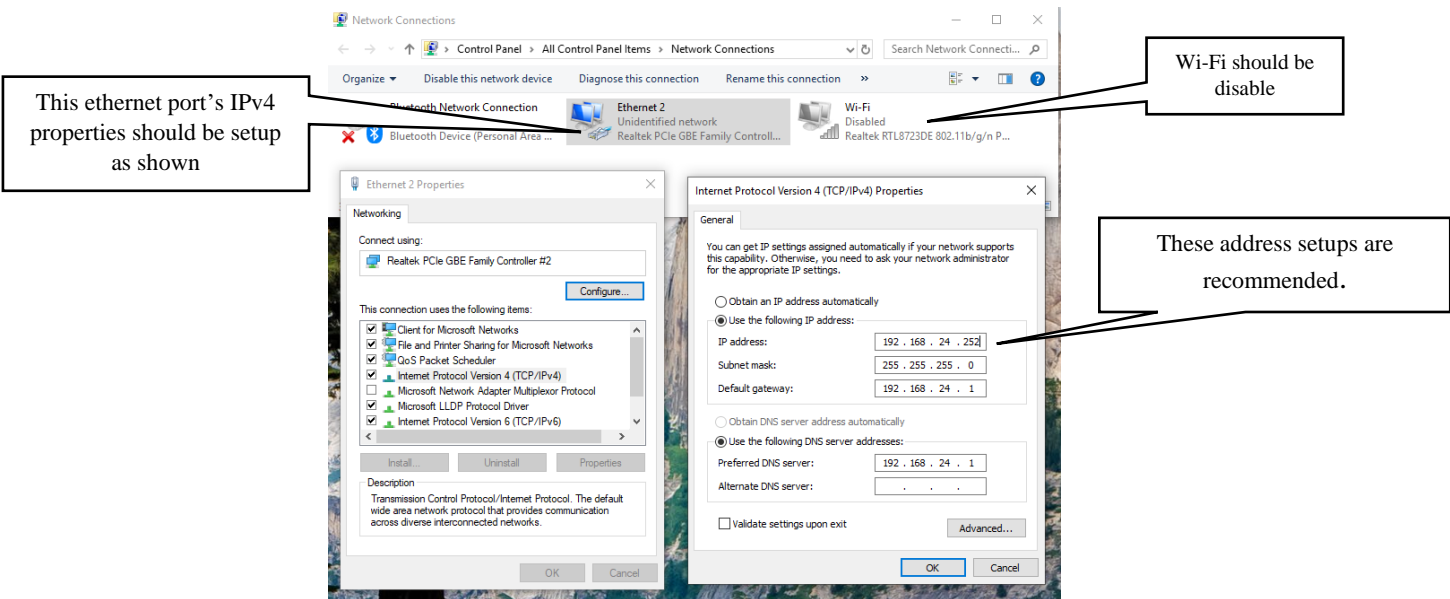 Network Connections
Control Panel > All Control Panel Items > Network Connections
Search Network Connecti...
Organize
Disable this network device
Diagnose this connection
Rename this connection
»
This ethernet port's IPv4
properties should be setup
as shown
Wi-Fi should be
disable
Bluetooth Network Connection
Bluetooth Device (Personal Area ...
Ethernet 2
Unidentified network
Realtek PCIe GBE Family Controll...
Wi-Fi
Disabled
Realtek RTL8723DE 802.11b/g/n P...
Ethernet 2 Properties
Networking
Connect using:
Realtek PCIe GBE Family Controller #2
Configure...
This connection uses the following items:
Client for Microsoft Networks
File and Printer Sharing for Microsoft Networks
QoS Packet Scheduler
Internet Protocol Version 4 (TCP/IPv4)
Microsoft Network Adapter Multiplexor Protocol
Microsoft LLDP Protocol Driver
Internet Protocol Version 6 (TCP/IPv6)
Install...
Uninstall
Properties
Description
Transmission Control Protocol/Internet Protocol. The default
wide area network protocol that provides communication
across diverse interconnected networks.
OK
Cancel
Internet Protocol Version 4 (TCP/IPv4) Properties
General
You can get IP settings assigned automatically if your network supports
this capability. Otherwise, you need to ask your network administrator
for the appropriate IP settings.
Obtain an IP address automatically
Use the following IP address:
IP address: 192 . 168 . 24 . 252
Subnet mask: 255 . 255 . 255 . 0
Default gateway: 192 . 168 . 24 . 1
Obtain DNS server address automatically
Use the following DNS server addresses:
Preferred DNS server: 192 . 168 . 24 . 1
Alternate DNS server: . . .
Validate settings upon exit
Advanced...
OK
Cancel
These address setups are
recommended.